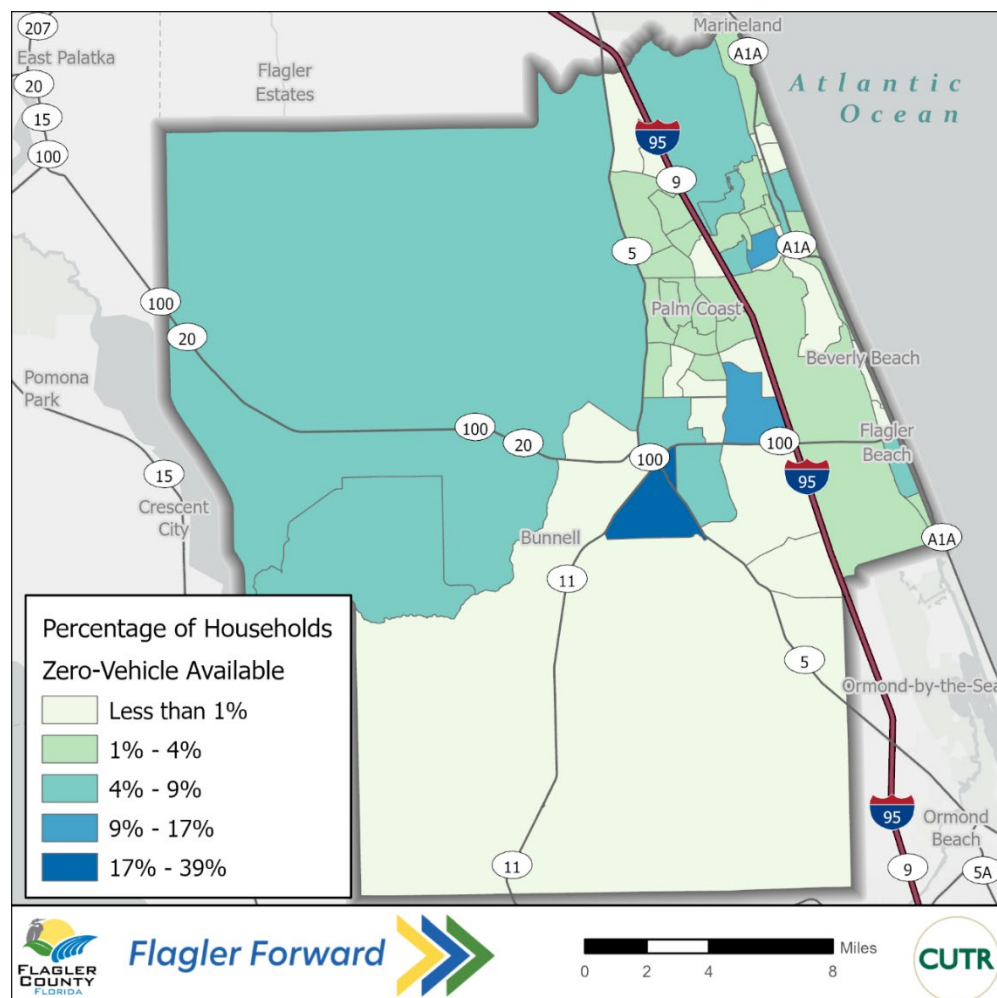 207
Marineland
A1A
East Palatka
Flagler
Estates
20
Atlantic
Ocean
15
95
100
9
5
A1A
100
Palm Coast
20
Beverly Beach
Pomona
Park
100
20
100
100
Flagler
Beach
15
95
Crescent
City
Bunnell
A1A
11
Percentage of Households
Zero-Vehicle Available
Less than 1%
1% - 4%
4% - 9%
9% - 17%
17% - 39%
5
Ormond-by-the-Sea
95
Ormond
Beach
11
9
5A
FLAGLER
COUNTY
FLORIDA
Flagler Forward
Miles
0 2 4 8
CUTR